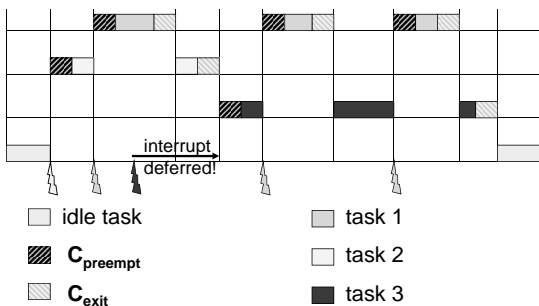 interrupt
deferred!
idle task
task 1
C_preempt
task 2
C_exit
task 3